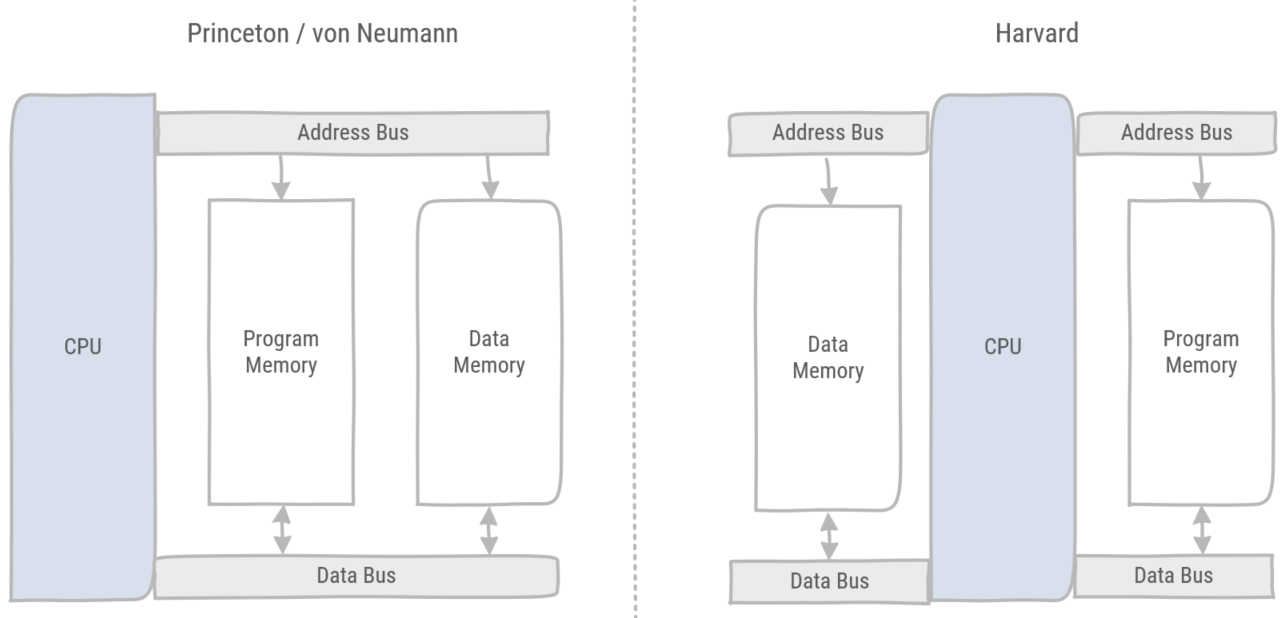 Princeton / von Neumann
Address Bus
CPU
Program
Memory
Data
Memory
Data Bus
Harvard
Address Bus
Address Bus
Data
Memory
CPU
Program
Memory
Data Bus
Data Bus